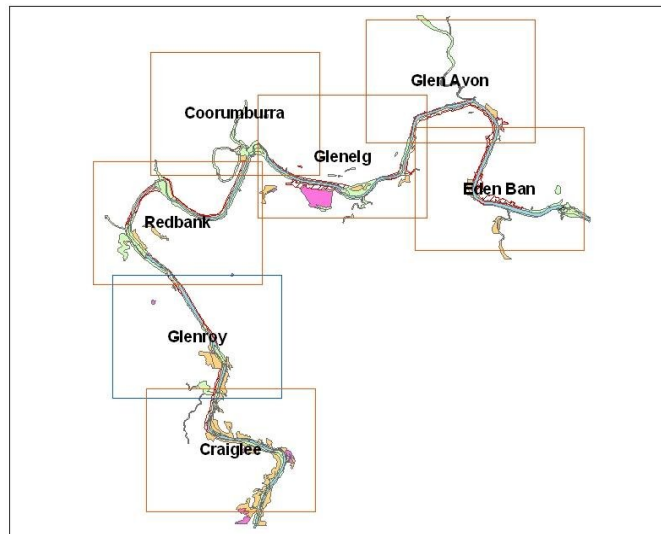 Glen Avon
Coorumburra
Glenelg
Eden Ban
Redbank
Glenroy
Craiglee